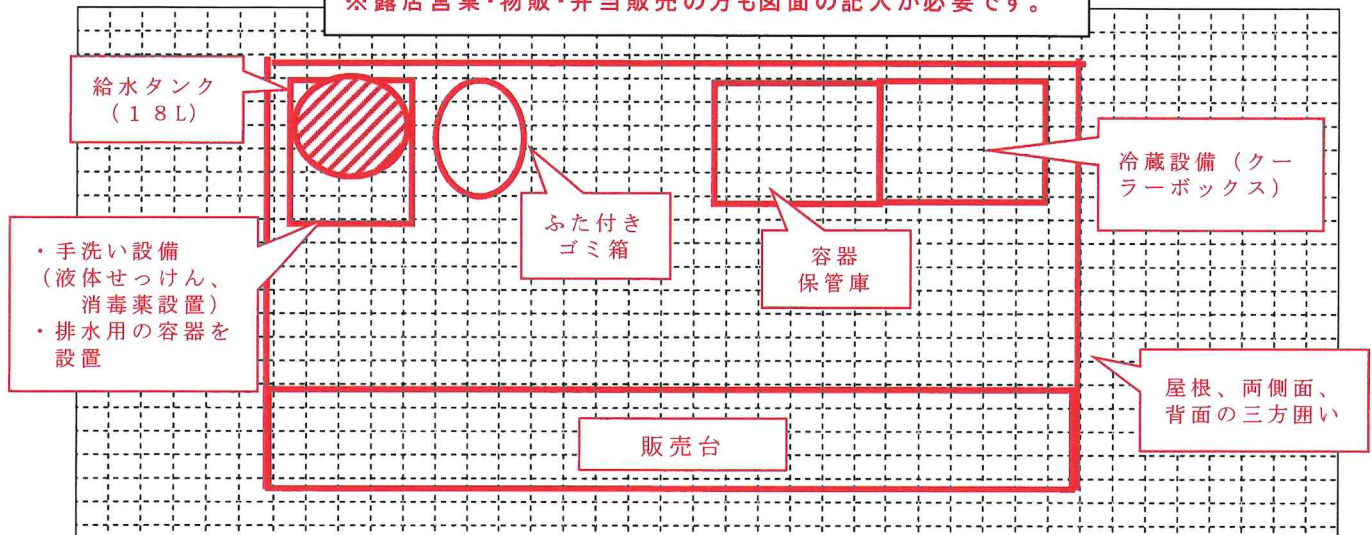 ※露店営業・物販・弁当販売の方も図面の記入が必要です。
給水タンク
(18L)
冷蔵設備(クー
ラーボックス)
ふた付き
ゴミ箱
容器
保管庫
・手洗い設備
(液体せっけん、
消毒薬設置)
・排水用の容器を
設置
屋根、両側面、
背面の三方囲い
販売台